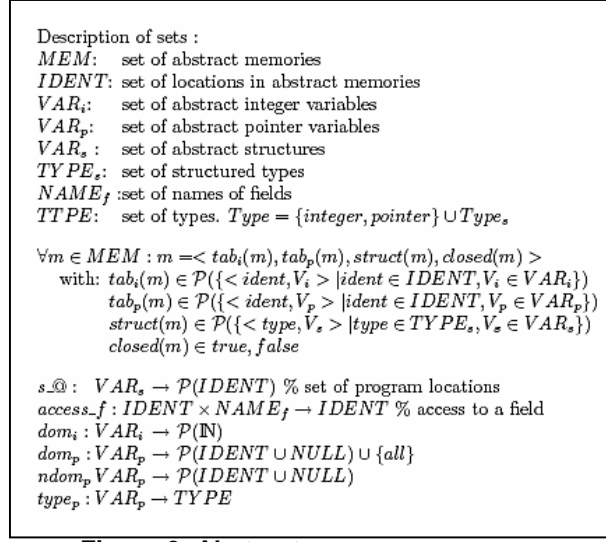 Description of sets :
MEM: set of abstract memories
IDENT: set of locations in abstract memories
VAR_i: set of abstract integer variables
VAR_p: set of abstract pointer variables
VAR_s : set of abstract structures
TYPE_s: set of structured types
NAME_f :set of names of fields
TTPE: set of types. Type = {integer, pointer} ∪ Type_s
∀m ∈ MEM : m =< tab_i(m), tab_p(m), struct(m), closed(m) >
with: tab_i(m) ∈ P({< ident, V_i > |ident ∈ IDENT, V_i ∈ VAR_i})
tab_p(m) ∈ P({< ident, V_p > |ident ∈ IDENT, V_p ∈ VAR_p})
struct(m) ∈ P({< type, V_s > |type ∈ TYPE_s, V_s ∈ VAR_s})
closed(m) ∈ true, false
s_@ : VAR_s → P(IDENT) % set of program locations
access_f : IDENT × NAME_f → IDENT % access to a field
dom_i : VAR_i → P(ℕ)
dom_p : VAR_p → P(IDENT ∪ NULL) ∪ {all}
ndom_p VAR_p → P(IDENT ∪ NULL)
type_p : VAR_p → TYPE